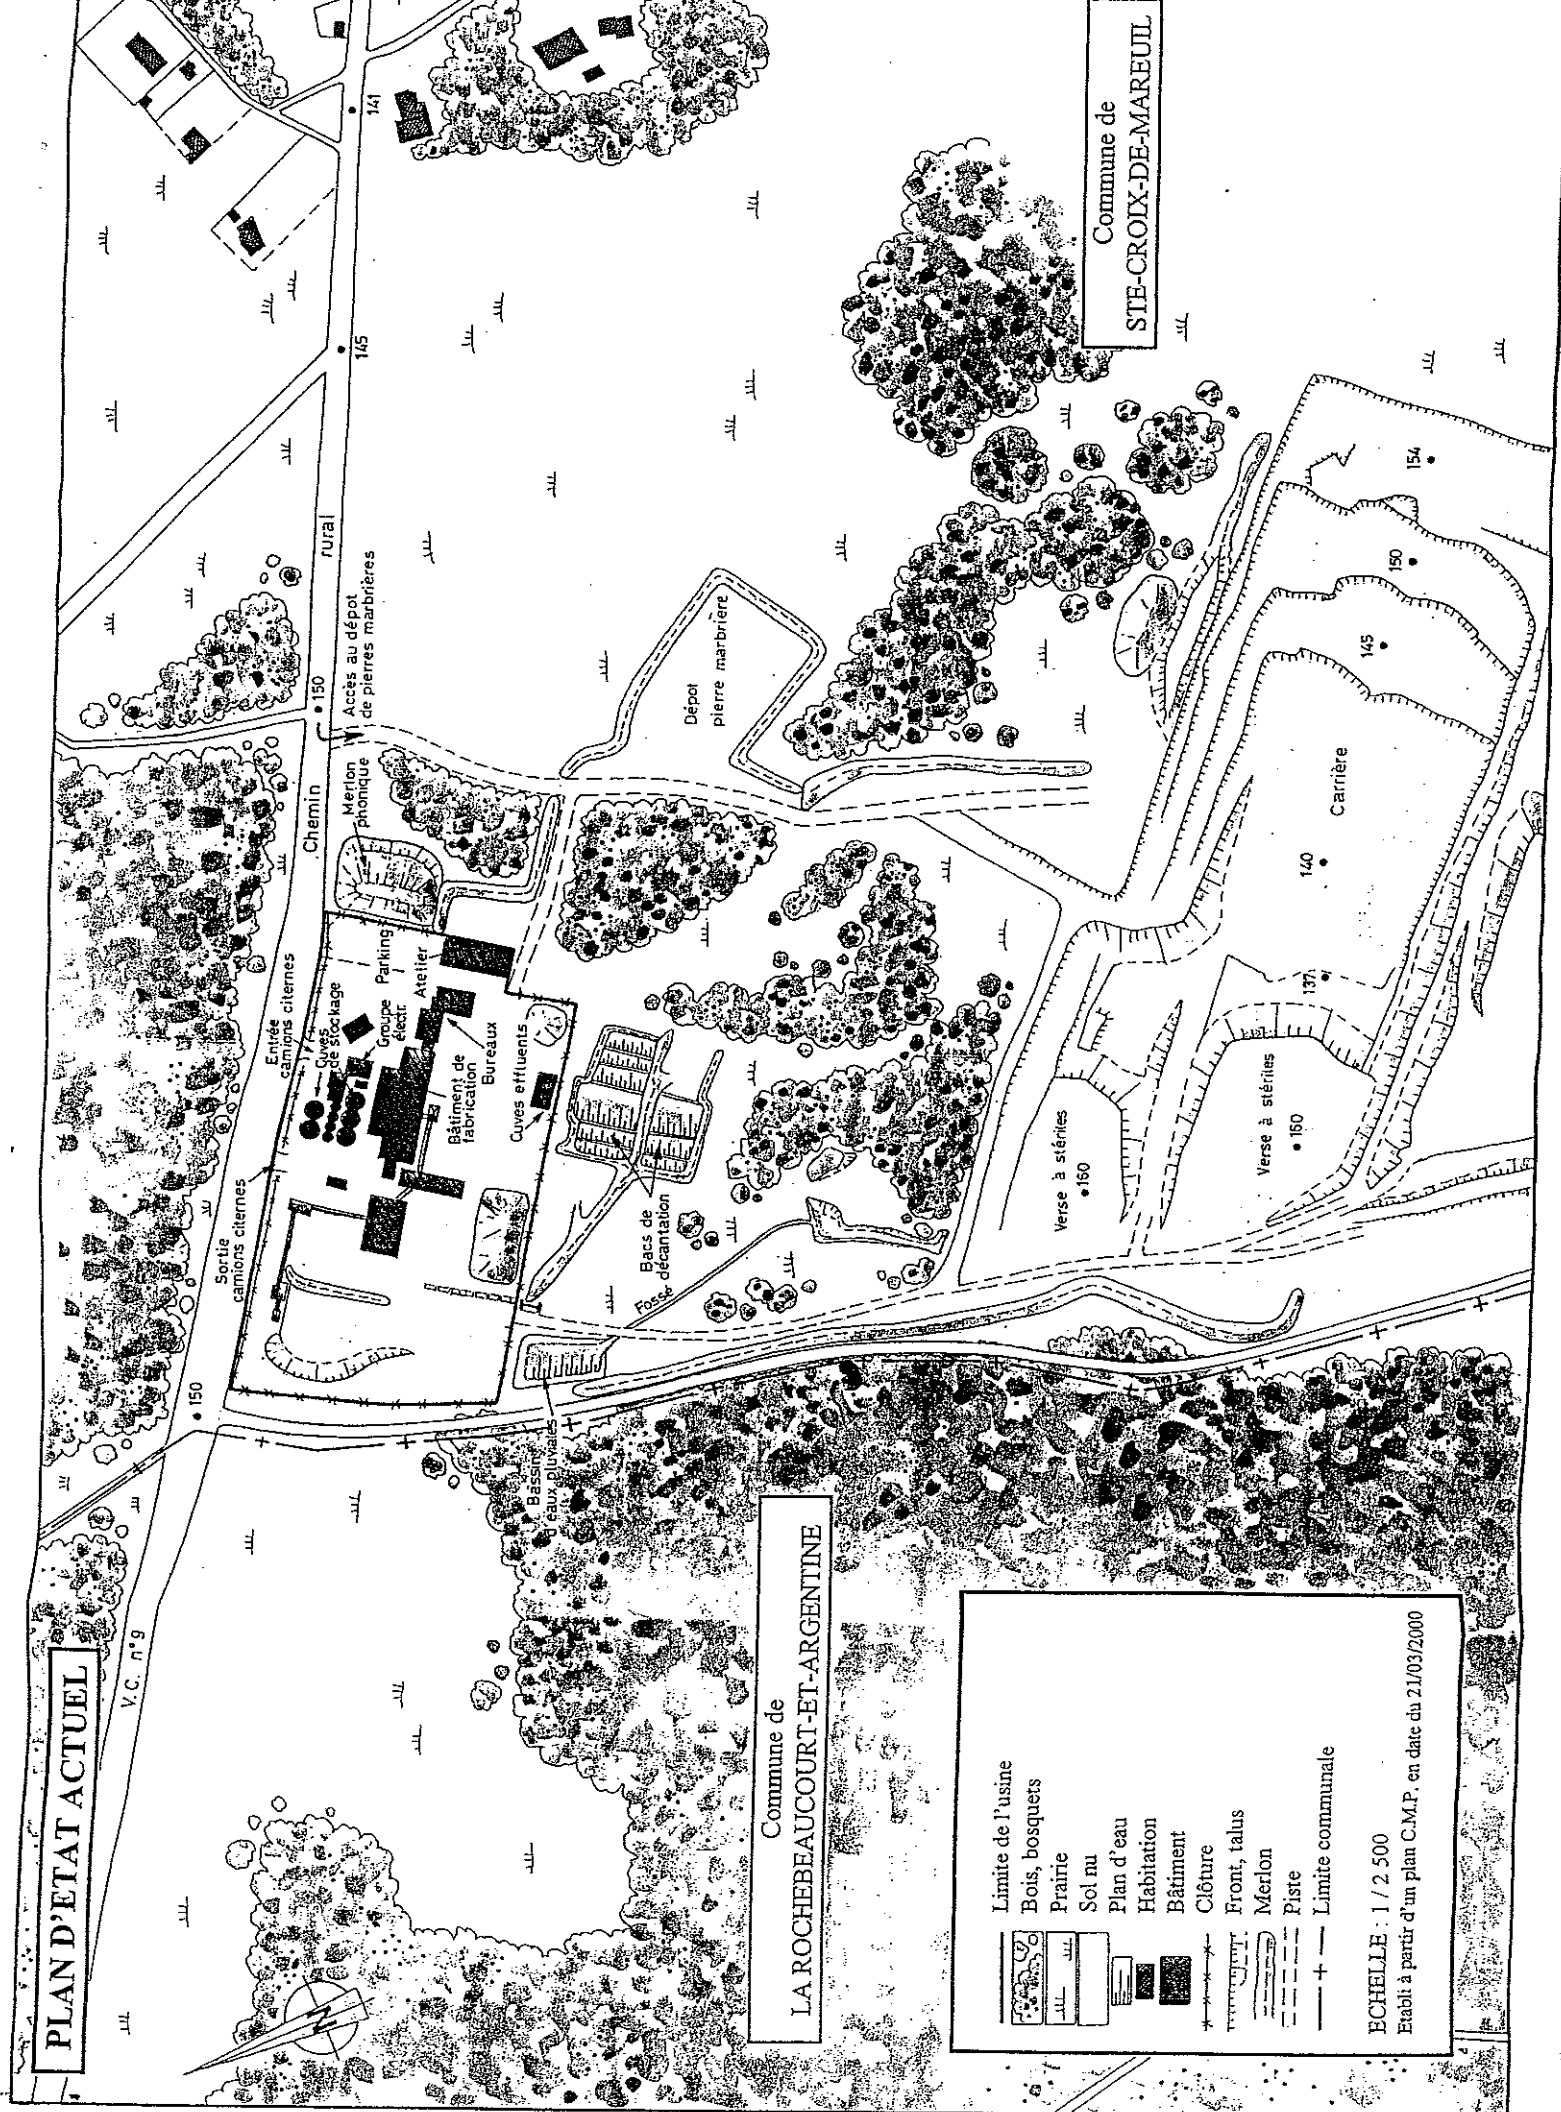 PLAN D'ETAT ACTUEL
V.C. n°9
150
Sortie
camions citernes
Entrée
camions citernes
Cuves
de stockage
Groupe
électr.
Parking
Atelier
Bâtiment de
fabrication
Bureaux
Cuves effluents
Merlon
phonique
Chemin
150
rural
Accès au dépôt
de pierres marbrières
145
141
Dépot
pierre marbrière
Bassin
d'eaux pluviales
Fossé
Bacs de
décantation
Verse à stériles
160
Verse à stériles
160
137
140
Carrière
145
150
154
Commune de
STE-CROIX-DE-MAREUIL
Commune de
LA ROCHEBEAUCOURT-ET-ARGENTINE
N
Limite de l'usine
Bois, bosquets
Prairie
Sol nu
Plan d'eau
Habitation
Bâtiment
Clôture
Front, talus
Merlon
Piste
Limite communale
ECHELLE : 1 / 2 500
Etabli à partir d'un plan C.M.P. en date du 21/03/2000